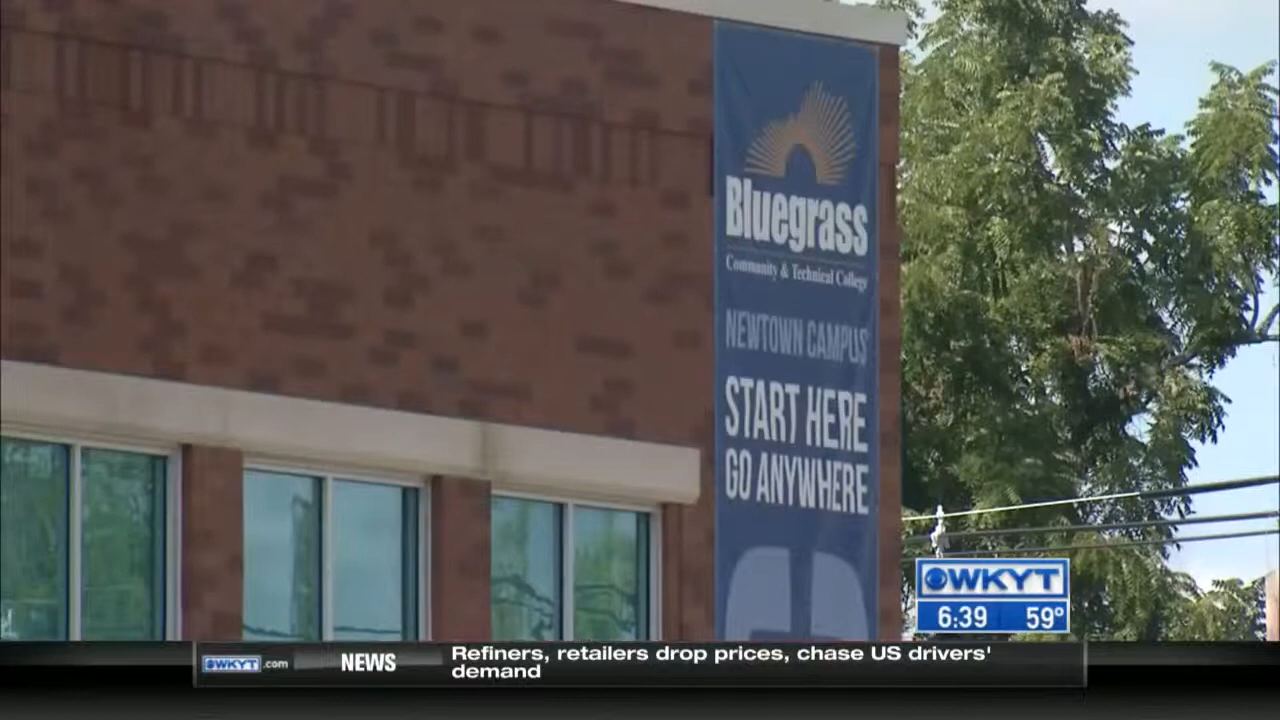 Bluegrass
Community & Technical College
NEWTOWN CAMPUS
START HERE
GO ANYWHERE
WKYT
6:39 59°
WKYT.com NEWS Refiners, retailers drop prices, chase US drivers'
demand